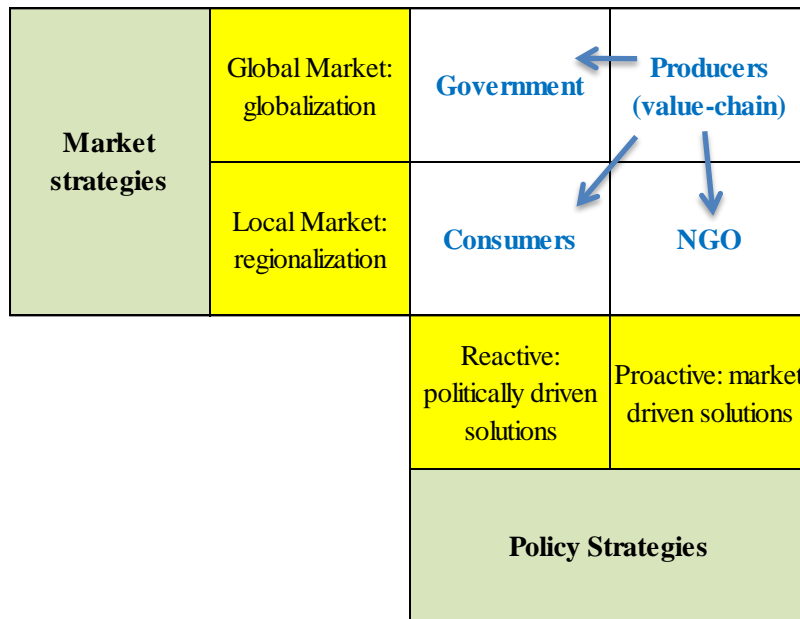 Market
strategies
Global Market:
globalization
Government
Producers
(value-chain)
Local Market:
regionalization
Consumers
NGO
Reactive:
politically driven
solutions
Proactive: market
driven solutions
Policy Strategies